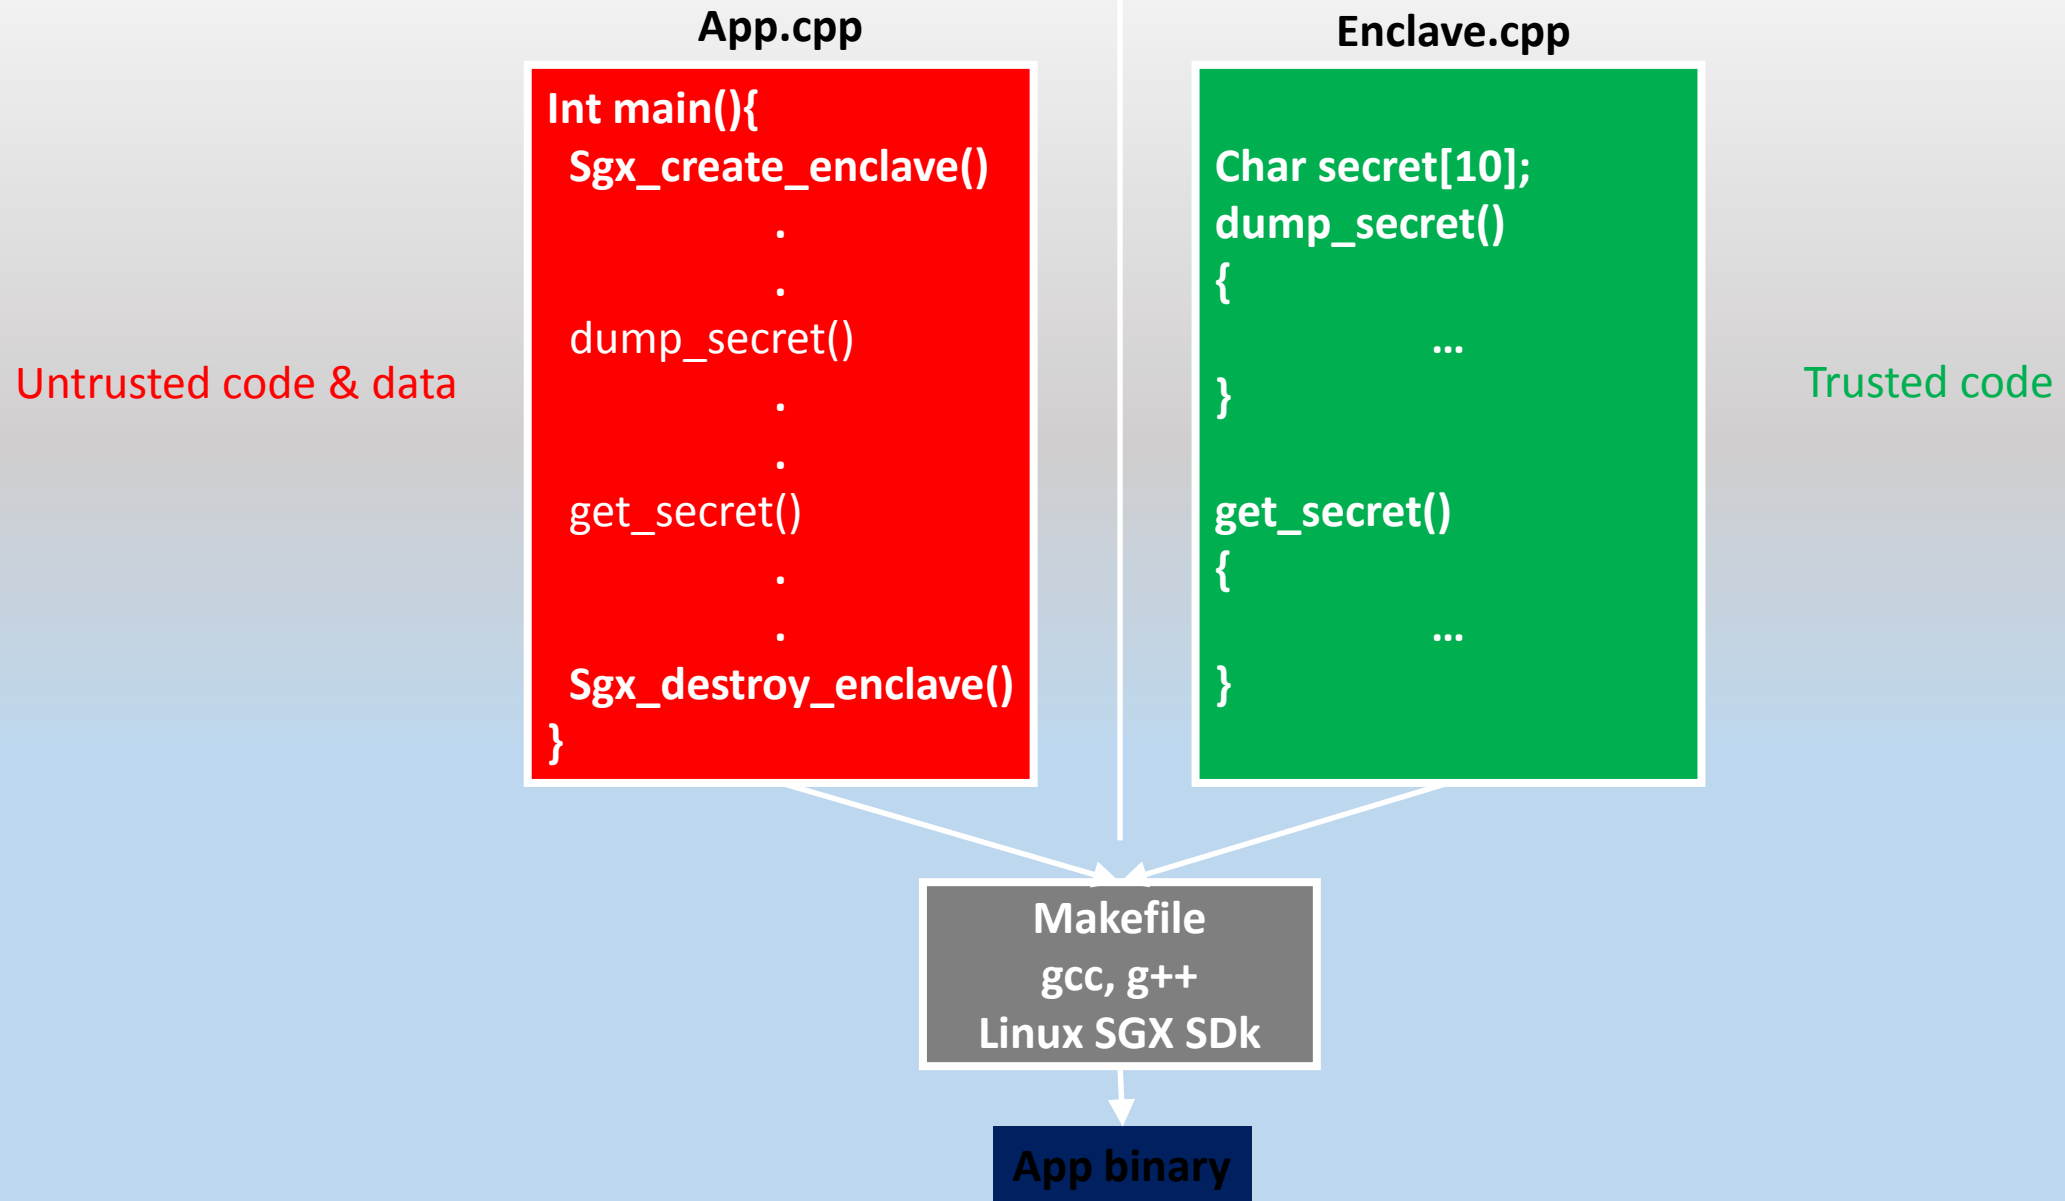 App.cpp
Int main(){
Sgx_create_enclave()
.
.
dump_secret()
.
.
get_secret()
.
.
Sgx_destroy_enclave()
}
Enclave.cpp
Char secret[10];
dump_secret()
{
...
}
get_secret()
{
...
}
Untrusted code & data
Trusted code
Makefile
gcc, g++
Linux SGX SDk
App binary